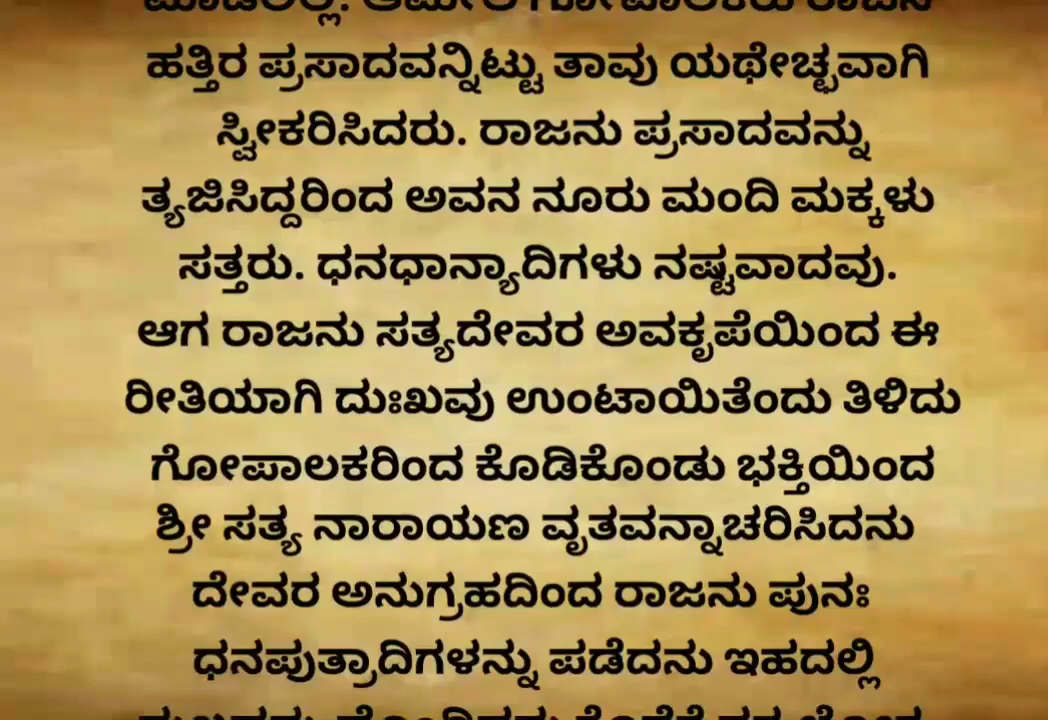 ಹತ್ತಿರ ಪ್ರಸಾದವನ್ನಿಟ್ಟು ತಾವು ಯಥೇಚ್ಛವಾಗಿ
ಸ್ವೀಕರಿಸಿದರು. ರಾಜನು ಪ್ರಸಾದವನ್ನು
ತ್ಯಜಿಸಿದ್ದರಿಂದ ಅವನ ನೂರು ಮಂದಿ ಮಕ್ಕಳು
ಸತ್ತರು. ಧನಧಾನ್ಯಾದಿಗಳು ನಷ್ಟವಾದವು.
ಆಗ ರಾಜನು ಸತ್ಯದೇವರ ಅವಕೃಪೆಯಿಂದ ಈ
ರೀತಿಯಾಗಿ ದುಃಖವು ಉಂಟಾಯಿತೆಂದು ತಿಳಿದು
ಗೋಪಾಲಕರಿಂದ ಕೊಡಿಕೊಂಡು ಭಕ್ತಿಯಿಂದ
ಶ್ರೀ ಸತ್ಯ ನಾರಾಯಣ ವೃತವನ್ನಾಚರಿಸಿದನು
ದೇವರ ಅನುಗ್ರಹದಿಂದ ರಾಜನು ಪುನಃ
ಧನಪುತ್ರಾದಿಗಳನ್ನು ಪಡೆದನು ಇಹದಲ್ಲಿ